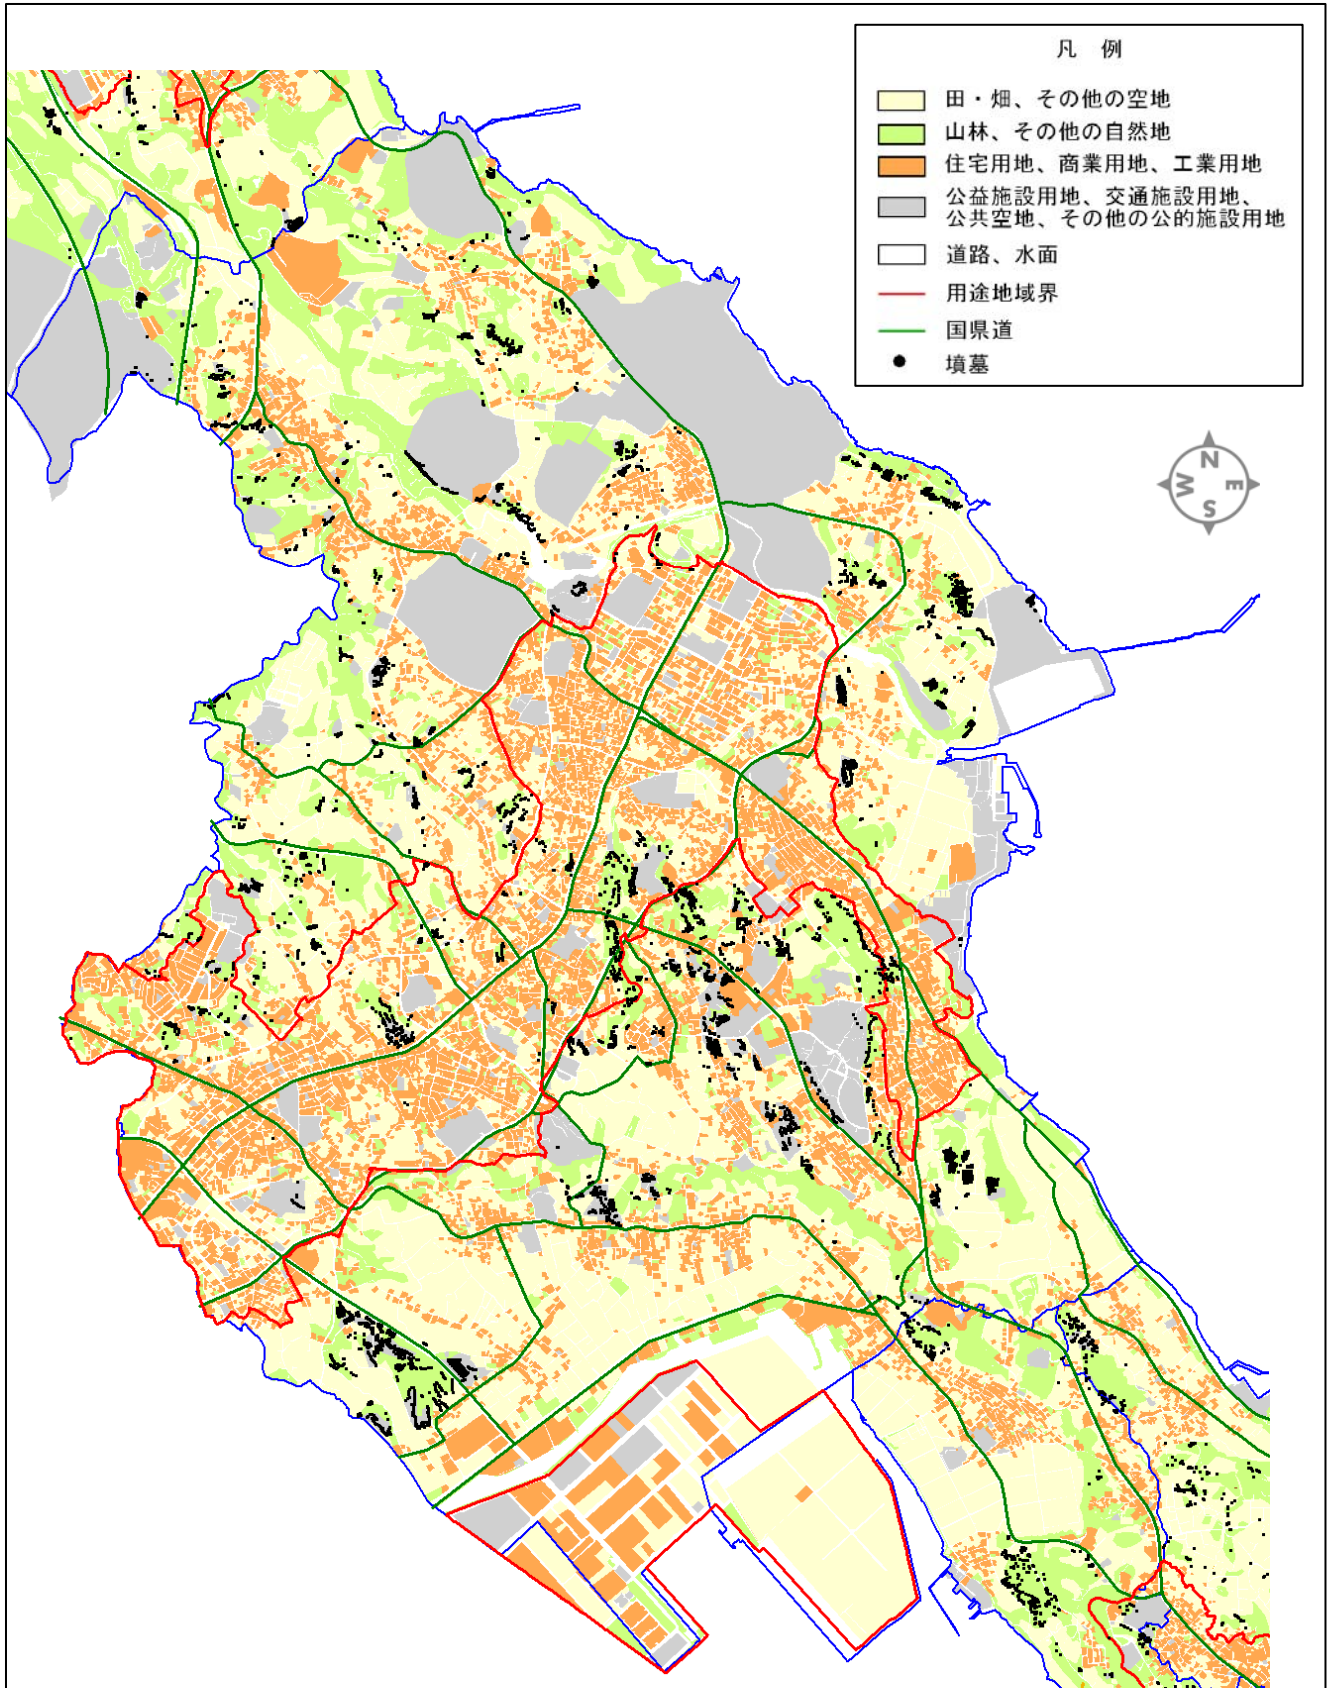 凡 例
田・畑、その他の空地
山林、その他の自然地
住宅用地、商業用地、工業用地
公益施設用地、交通施設用地、
公共空地、その他の公的施設用地
道路、水面
用途地域界
国県道
墳墓
N
W
E
S